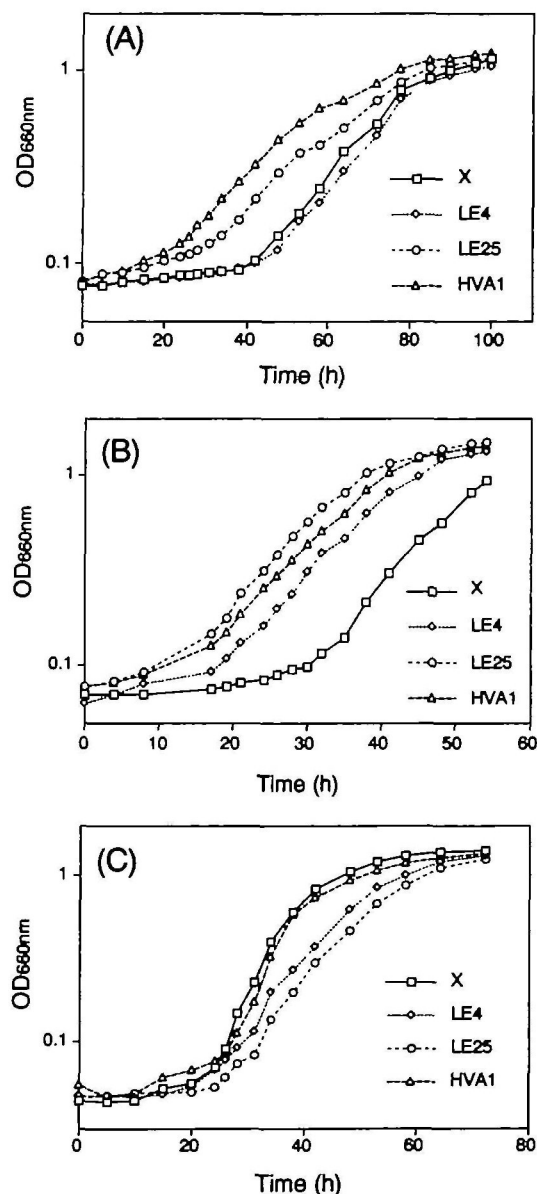 (A)
1
0.1
OD660nm
X
LE4
LE25
HVA1
0 20 40 60 80 100
Time (h)
(B)
1
0.1
OD660nm
X
LE4
LE25
HVA1
0 10 20 30 40 50 60
Time (h)
(C)
1
0.1
OD660nm
X
LE4
LE25
HVA1
0 20 40 60 80
Time (h)